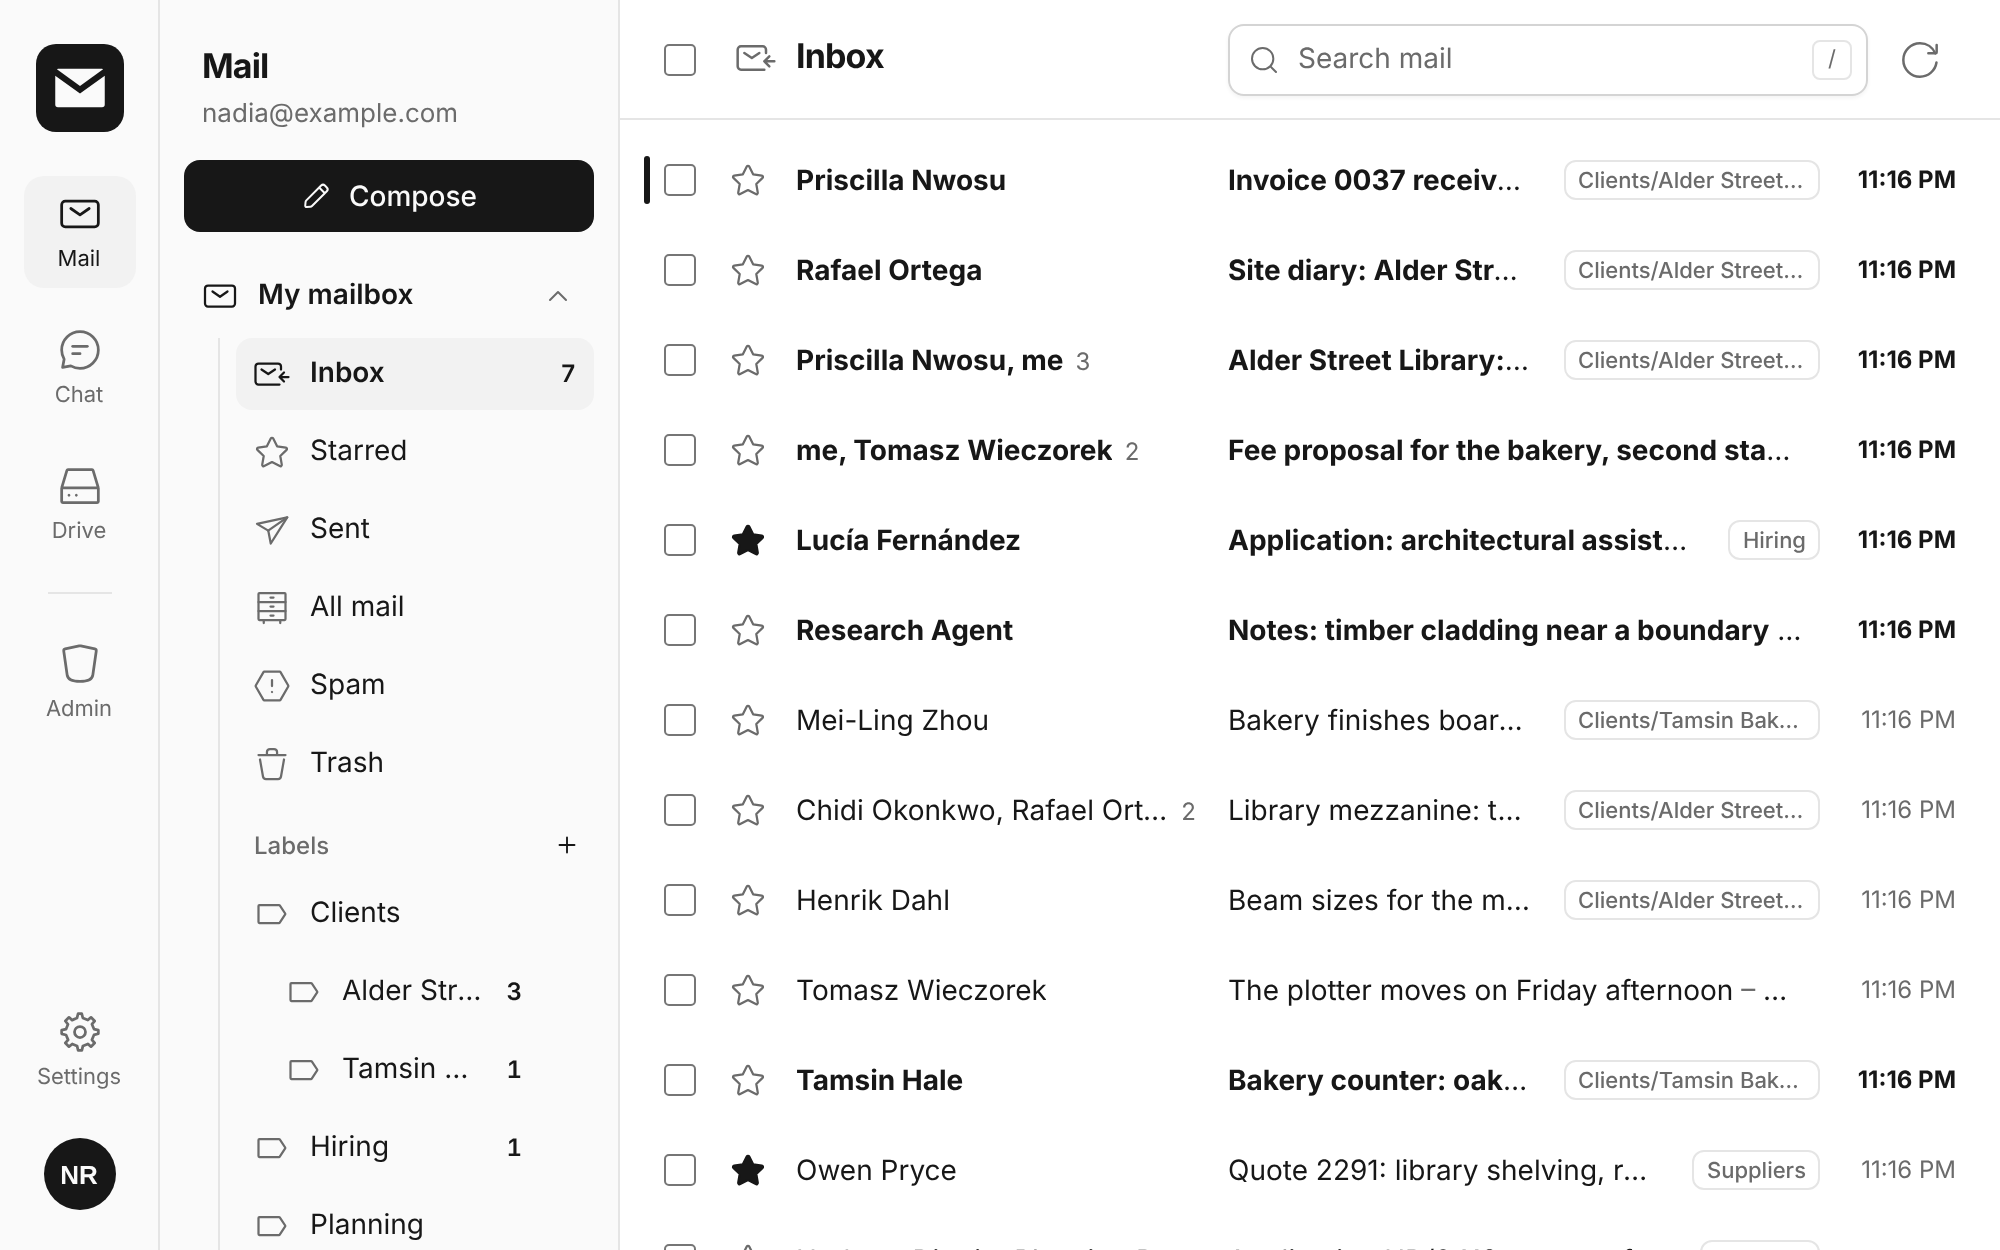 Mail
Chat
Drive
Admin
Settings
NR
Mail
nadia@example.com
Compose
My mailbox
Inbox 7
Starred
Sent
All mail
Spam
Trash
Labels +
Clients
Alder Str... 3
Tamsin ... 1
Hiring 1
Planning
Inbox
Search mail /
Priscilla Nwosu Invoice 0037 receiv... Clients/Alder Street... 11:16 PM
Rafael Ortega Site diary: Alder Str... Clients/Alder Street... 11:16 PM
Priscilla Nwosu, me 3 Alder Street Library:... Clients/Alder Street... 11:16 PM
me, Tomasz Wieczorek 2 Fee proposal for the bakery, second sta... 11:16 PM
Lucía Fernández Application: architectural assist... Hiring 11:16 PM
Research Agent Notes: timber cladding near a boundary ... 11:16 PM
Mei-Ling Zhou Bakery finishes boar... Clients/Tamsin Bak... 11:16 PM
Chidi Okonkwo, Rafael Ort... 2 Library mezzanine: t... Clients/Alder Street... 11:16 PM
Henrik Dahl Beam sizes for the m... Clients/Alder Street... 11:16 PM
Tomasz Wieczorek The plotter moves on Friday afternoon – ... 11:16 PM
Tamsin Hale Bakery counter: oak... Clients/Tamsin Bak... 11:16 PM
Owen Pryce Quote 2291: library shelving, r... Suppliers 11:16 PM